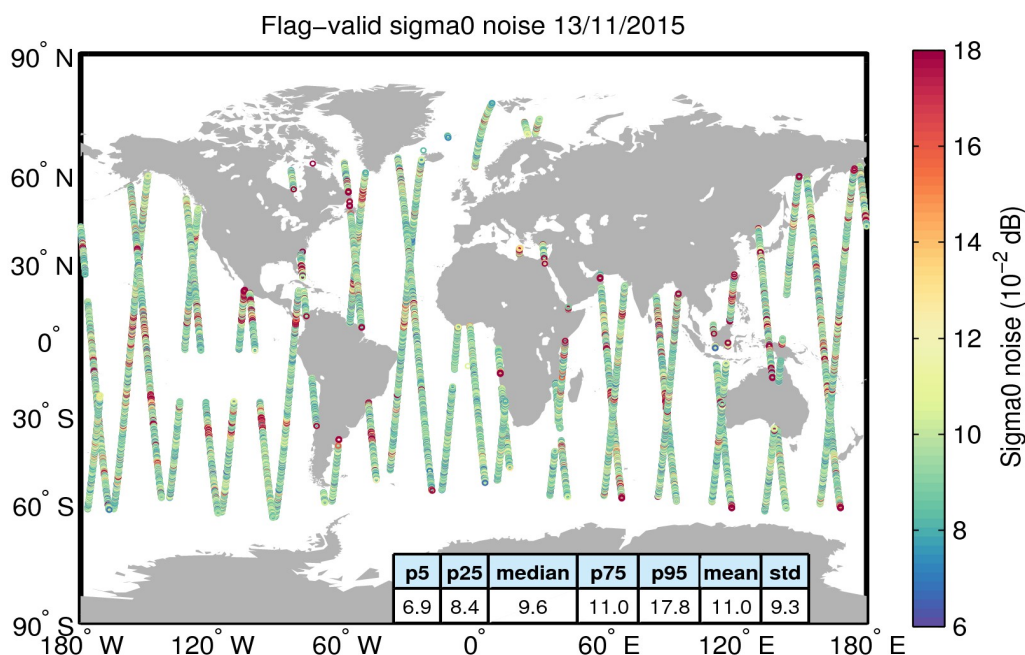 Flag−valid sigma0 noise 13/11/2015
90° N
60° N
30° N
0°
30° S
60° S
90° S
180° W
120° W
60° W
0°
60° E
120° E
180° E
p5 p25 median p75 p95 mean std
6.9 8.4 9.6 11.0 17.8 11.0 9.3
18
16
14
12
10
8
6
Sigma0 noise (10⁻² dB)